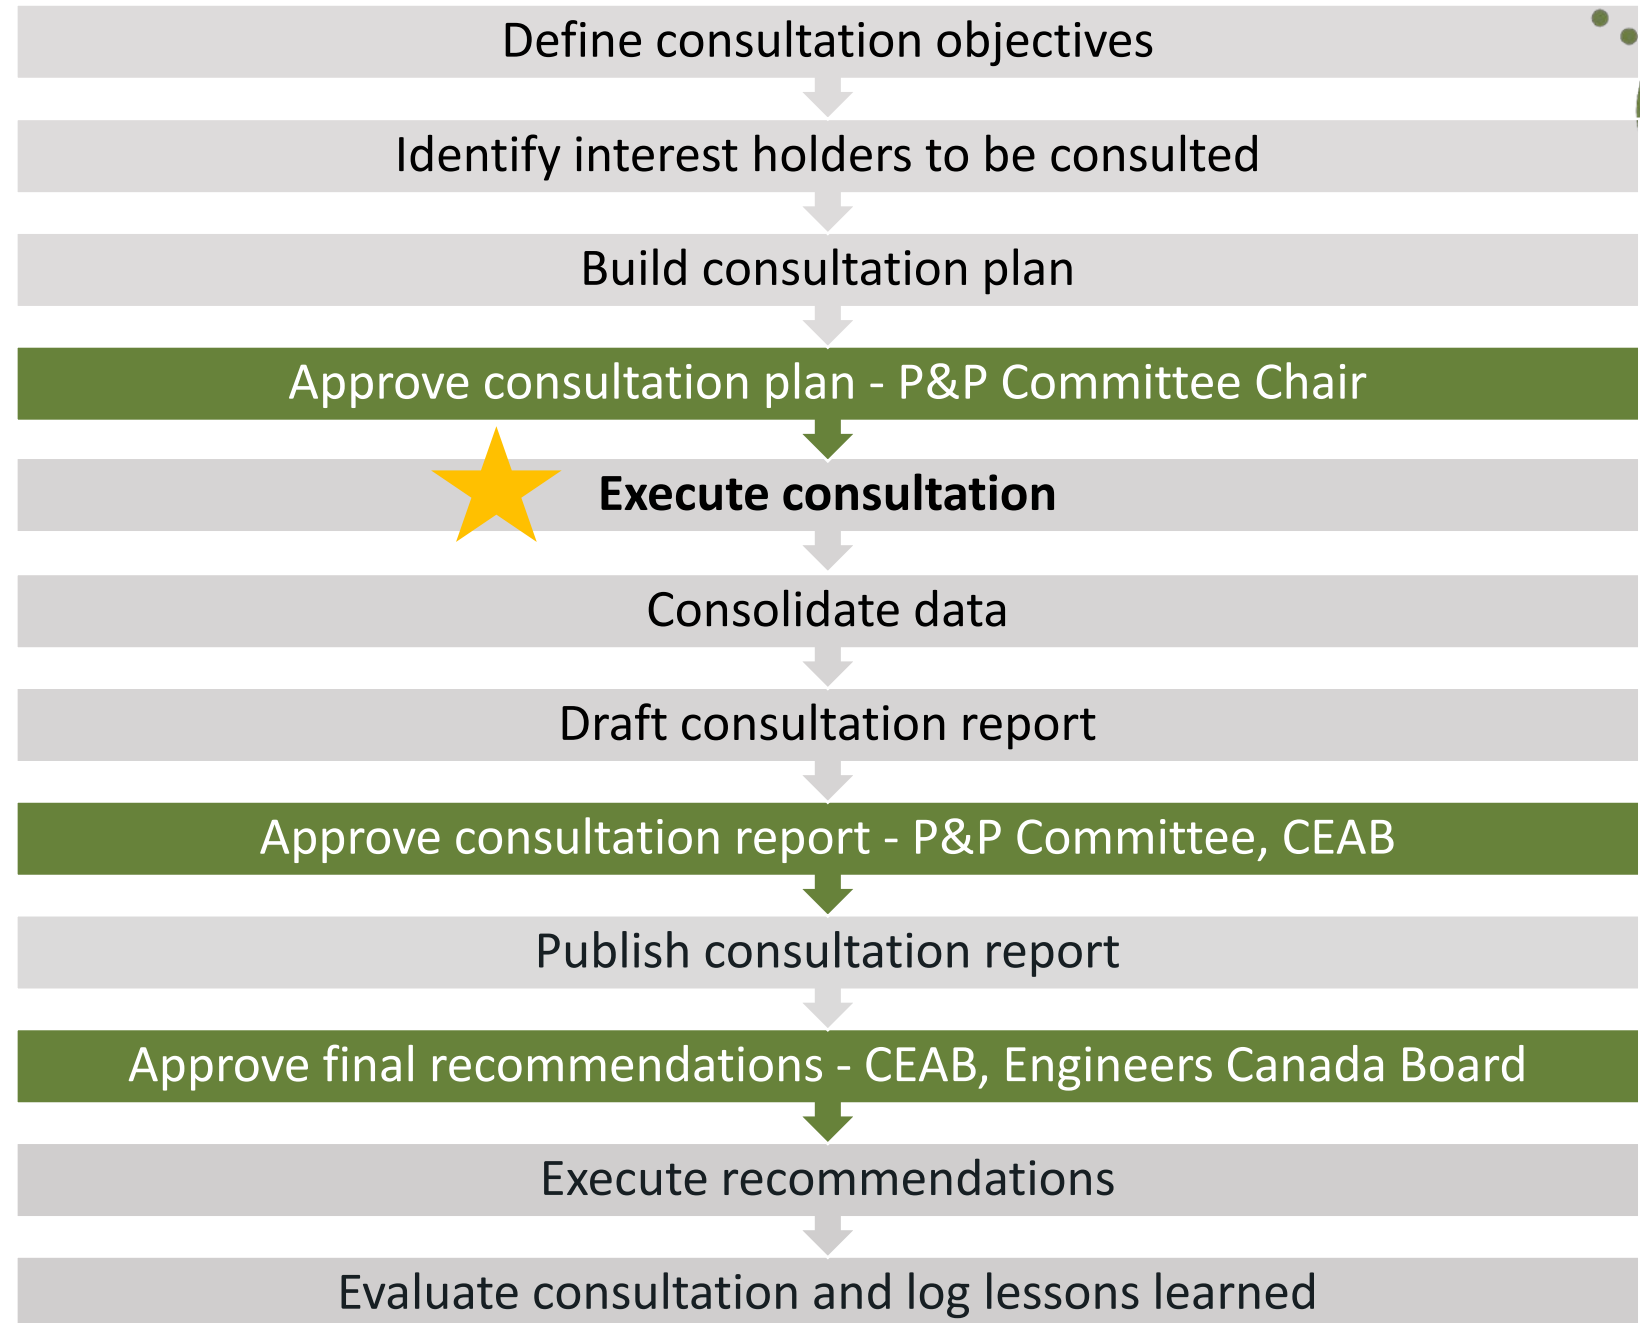 Define consultation objectives
Identify interest holders to be consulted
Build consultation plan
Approve consultation plan - P&P Committee Chair
Execute consultation
Consolidate data
Draft consultation report
Approve consultation report - P&P Committee, CEAB
Publish consultation report
Approve final recommendations - CEAB, Engineers Canada Board
Execute recommendations
Evaluate consultation and log lessons learned